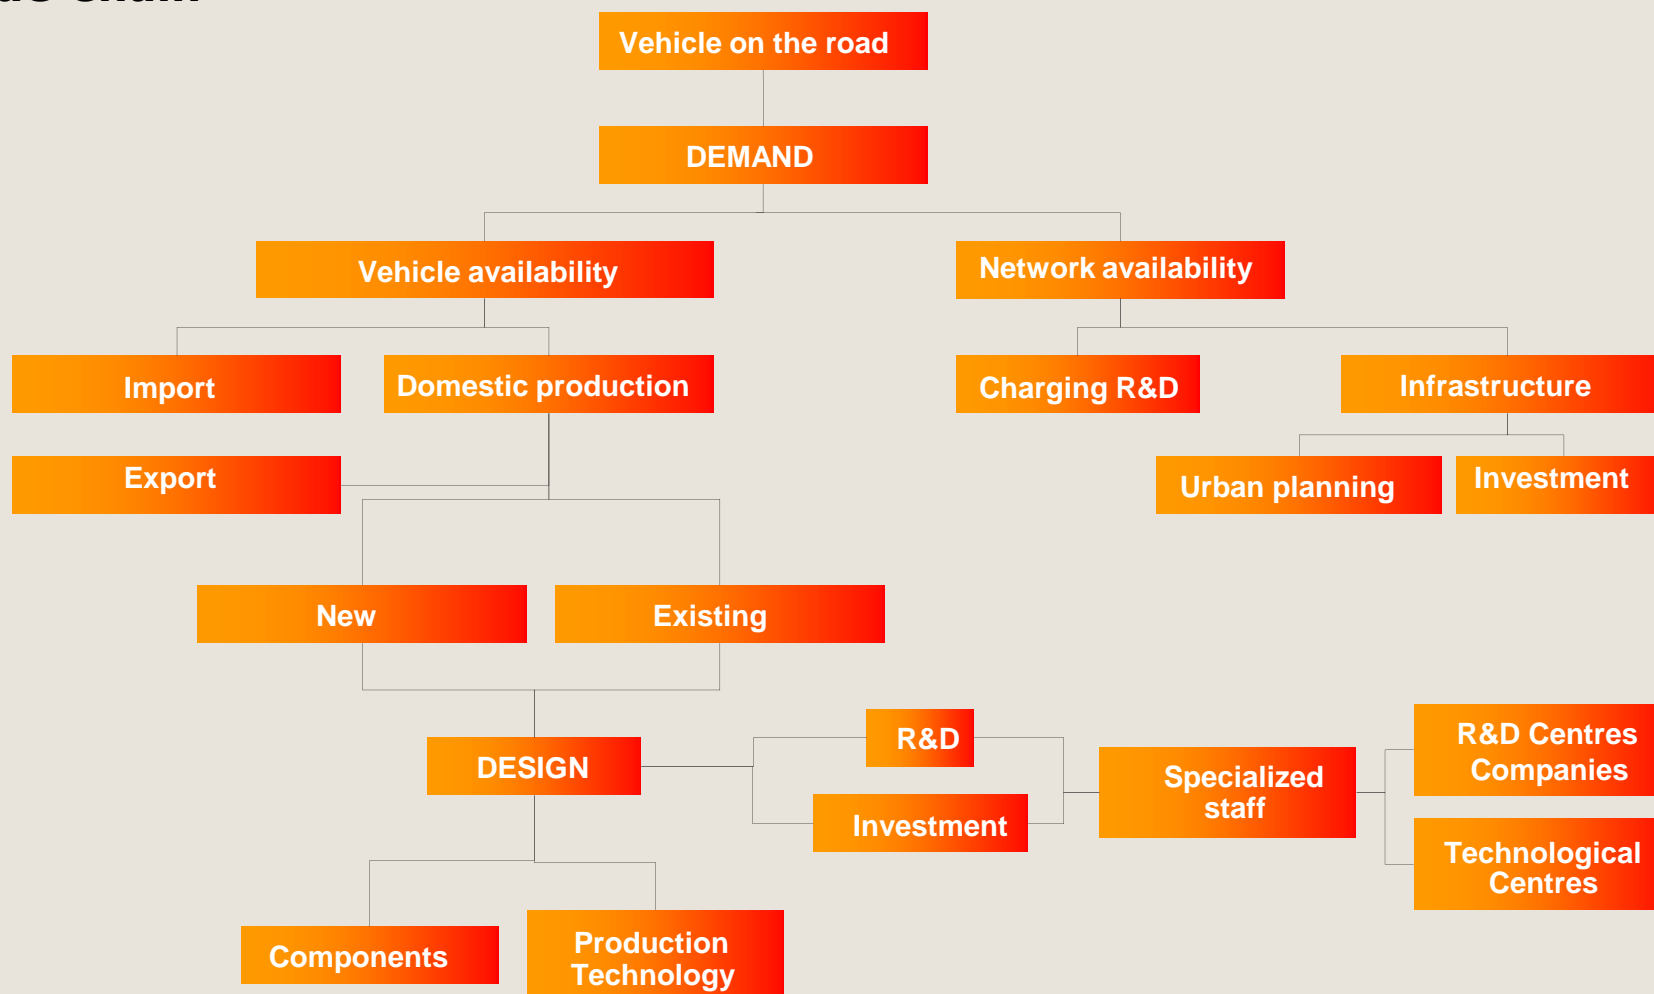 Vehicle on the road
DEMAND
Vehicle availability
Network availability
Import
Domestic production
Charging R&D
Infrastructure
Export
Urban planning
Investment
New
Existing
DESIGN
R&D
Investment
Specialized
staff
R&D Centres
Companies
Technological
Centres
Components
Production
Technology